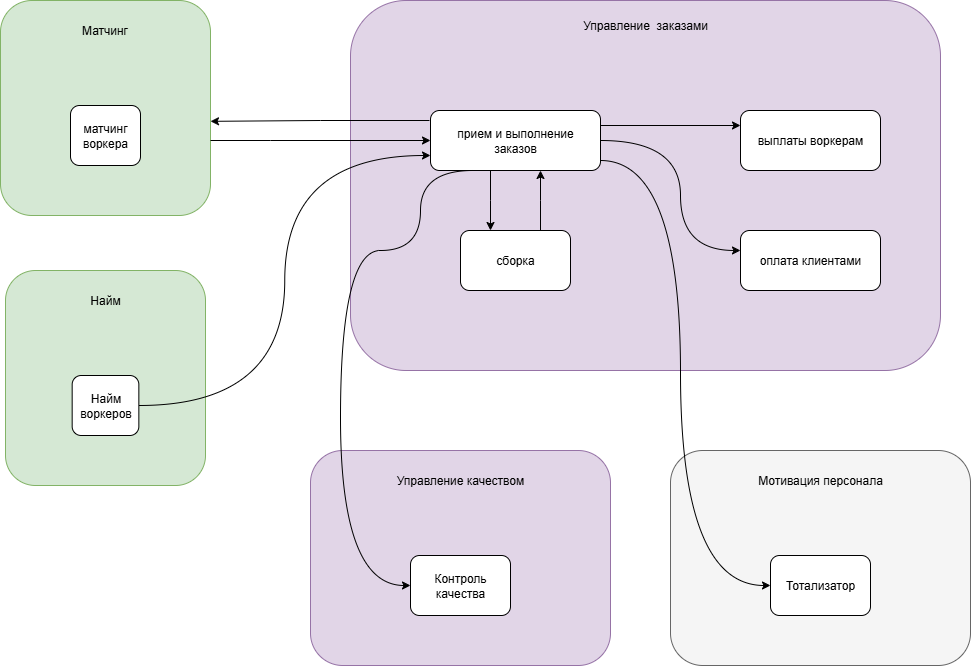 Матчинг
матчинг
воркера
Управление  заказами
прием и выполнение
заказов
выплаты воркерам
сборка
оплата клиентами
Найм
Найм
воркеров
Управление качеством
Контроль
качества
Мотивация персонала
Тотализатор